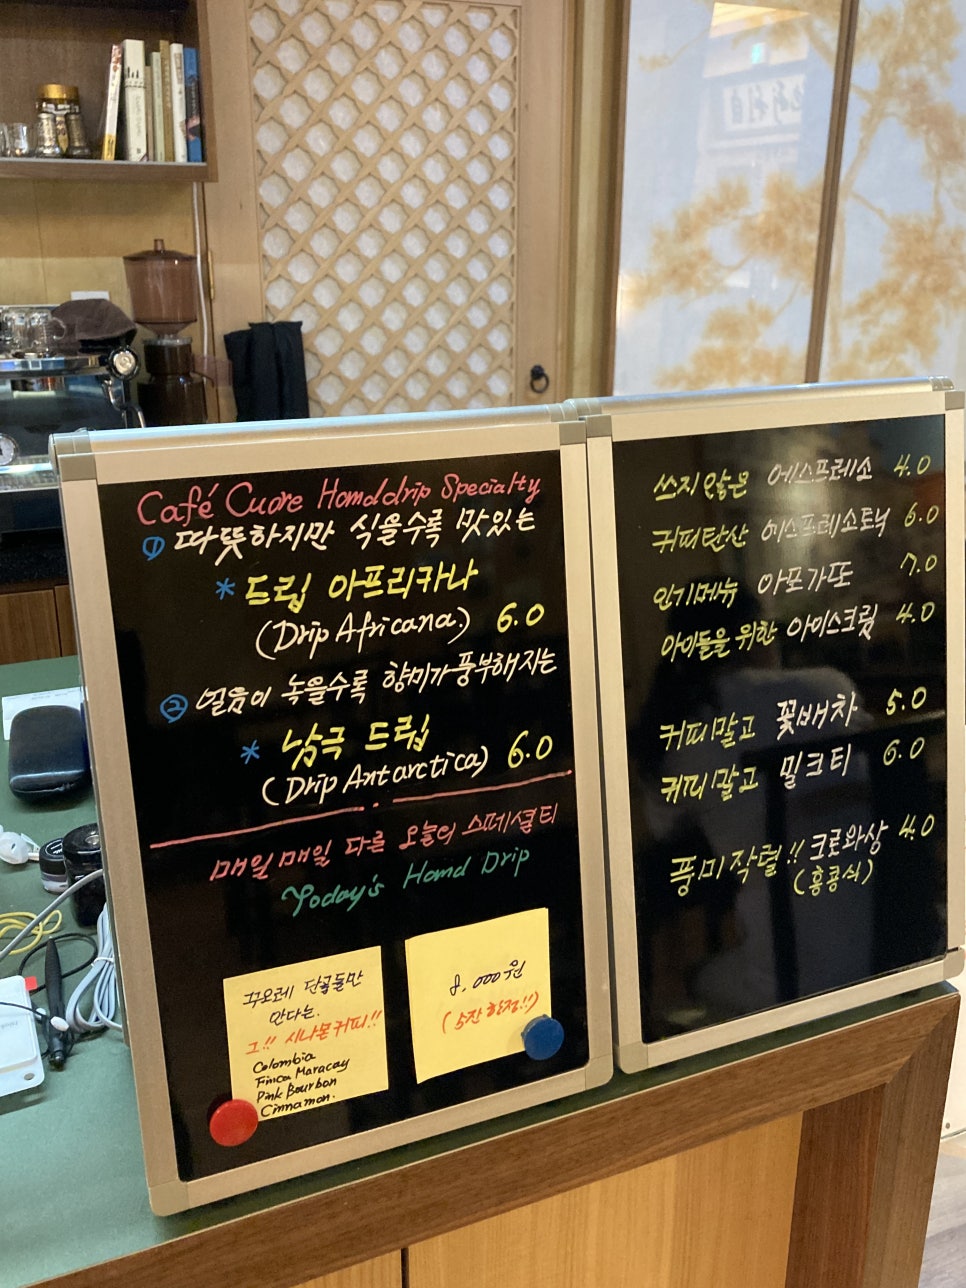 Café Cuore Handdrip Specialty
① 따뜻하지만 식을수록 맛있는
* 드립 아프리카나
(Drip Africana) 6.0
② 얼음이 녹을수록 향미가 풍부해지는
* 남극 드립
(Drip Antarctica) 6.0
매일매일 다른 오늘의 스페셜티
Today's Hand Drip
꾸오레 단골들만
안다는.
그!! 시나몬커피!!
Colombia
Finca Maracay
Pink Bourbon
Cinnamon.
8.000원
(5잔 한정!!)
쓰지 않은 에스프레소 4.0
커피탄산 에스프레소토닉 6.0
인기메뉴 아포가또 7.0
아이들을 위한 아이스크림 4.0
커피말고 꽃배차 5.0
커피말고 밀크티 6.0
풍미작렬!! 크로와상 4.0
(홍콩식)